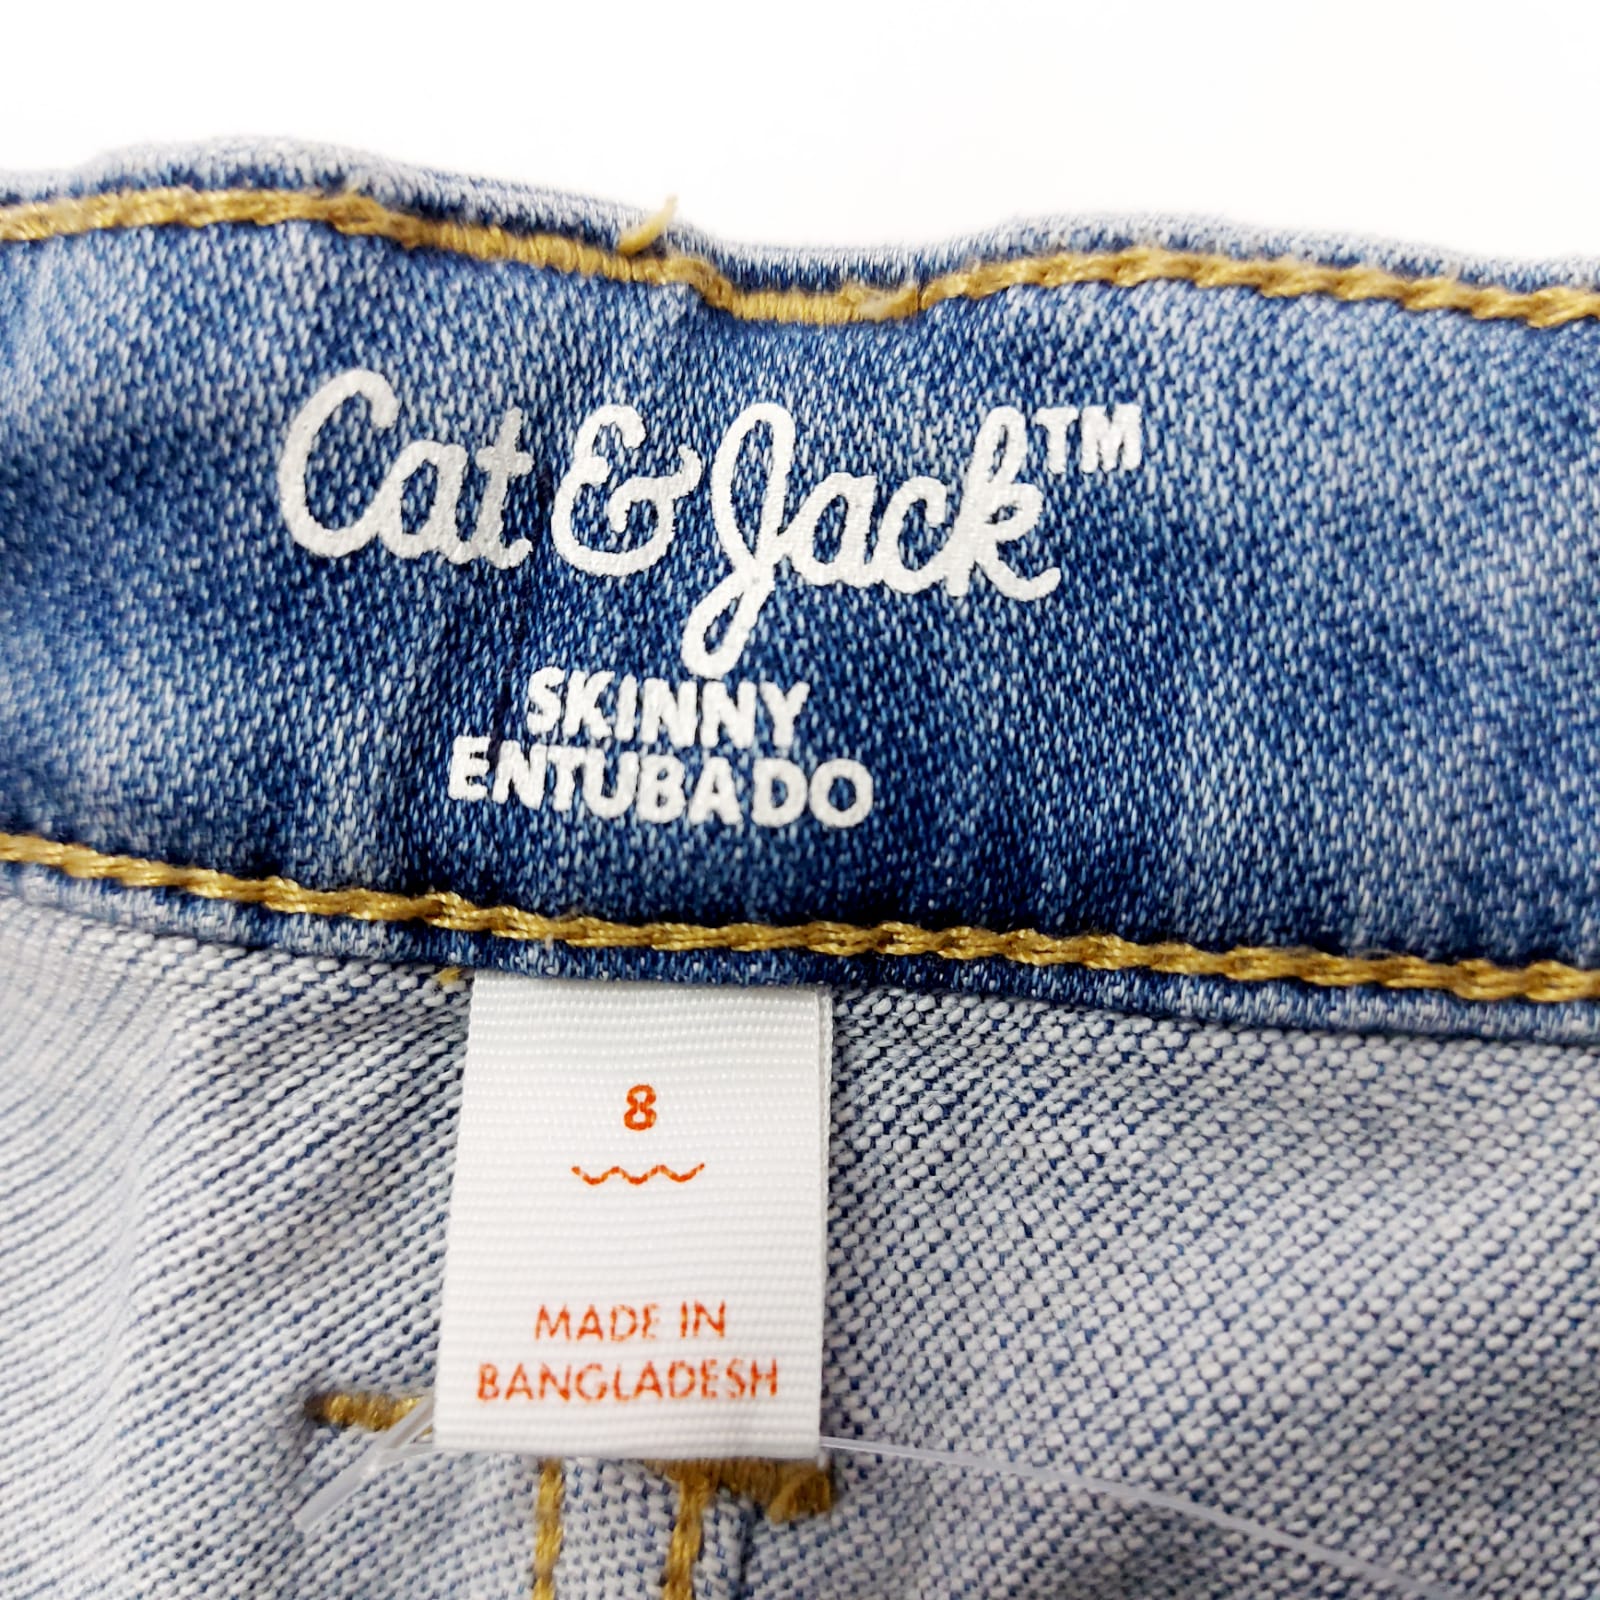 Cat & Jack™
SKINNY
ENTUBADO
8
MADE IN
BANGLADESH